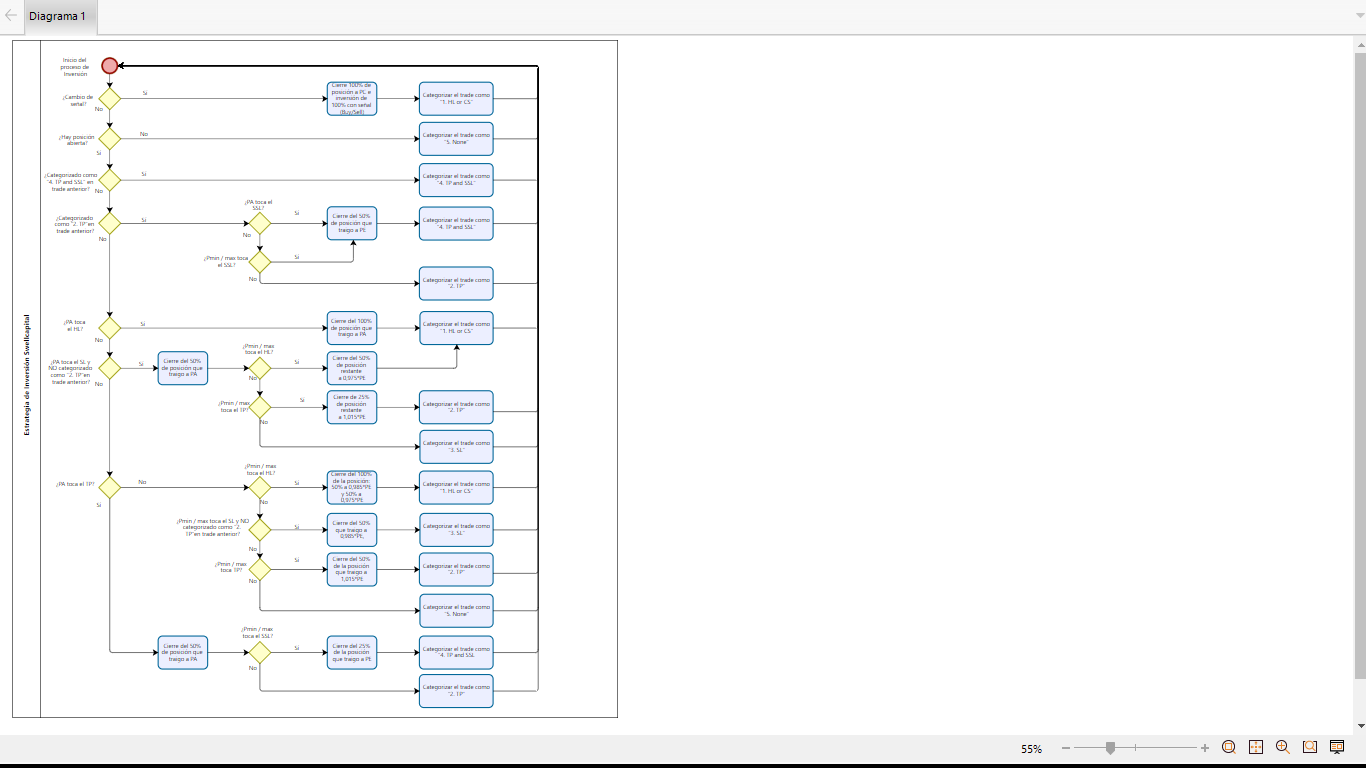 Diagrama 1
Estrategia de Inversión Swellcapital
Inicio del
proceso de
Inversión
¿Cambio de
señal?
Si
No
Cierre 100% de
posición a PC e
inversión de
100% con señal
(Buy/Sell)
Categorizar el trade como
"1. HL or CS"
¿Hay posición
abierta?
No
Si
Categorizar el trade como
"5. None"
¿Categorizado como
"4. TP and SSL" en
trade anterior?
Si
No
Categorizar el trade como
"4. TP and SSL"
¿Categorizado
como "2. TP"en
trade anterior?
Si
No
¿PA toca el
SSL?
Si
No
Cierre del 50%
de posición que
traigo a PE
Categorizar el trade como
"4. TP and SSL"
¿Pmin / max toca
el SSL?
Si
No
Categorizar el trade como
"2. TP"
¿PA toca
el HL?
Si
No
Cierre del 100%
de posición que
traigo a PA
Categorizar el trade como
"1. HL or CS"
¿PA toca el SL y
NO categorizado
como "2. TP"en
trade anterior?
Si
No
Cierre del 50%
de posición que
traigo a PA
¿Pmin / max
toca el HL?
Si
No
Cierre del 50%
de posición
restante
a 0,975*PE
¿Pmin / max
toca el TP?
Si
No
Cierre de 25%
de posición
restante
a 1,015*PE
Categorizar el trade como
"2. TP"
Categorizar el trade como
"3. SL"
¿PA toca el TP?
No
Si
¿Pmin / max
toca el HL?
Si
No
Cierre del 100%
de la posición:
50% a 0,985*PE
y 50% a
0,975*PE
Categorizar el trade como
"1. HL or CS"
¿Pmin / max toca el SL y NO
categorizado como "2.
TP"en trade anterior?
Si
No
Cierre del 50%
que traigo a
0,985*PE.
Categorizar el trade como
"3. SL"
¿Pmin / max
toca TP?
Si
No
Cierre del 50%
de la posición
que traigo a
1,015*PE
Categorizar el trade como
"2. TP"
Categorizar el trade como
"5. None"
Cierre del 50%
de posición que
traigo a PA
¿Pmin / max
toca el SSL?
Si
No
Cierre del 25%
de la posición
que traigo a PE
Categorizar el trade como
"4. TP and SSL
Categorizar el trade como
"2. TP"
55%